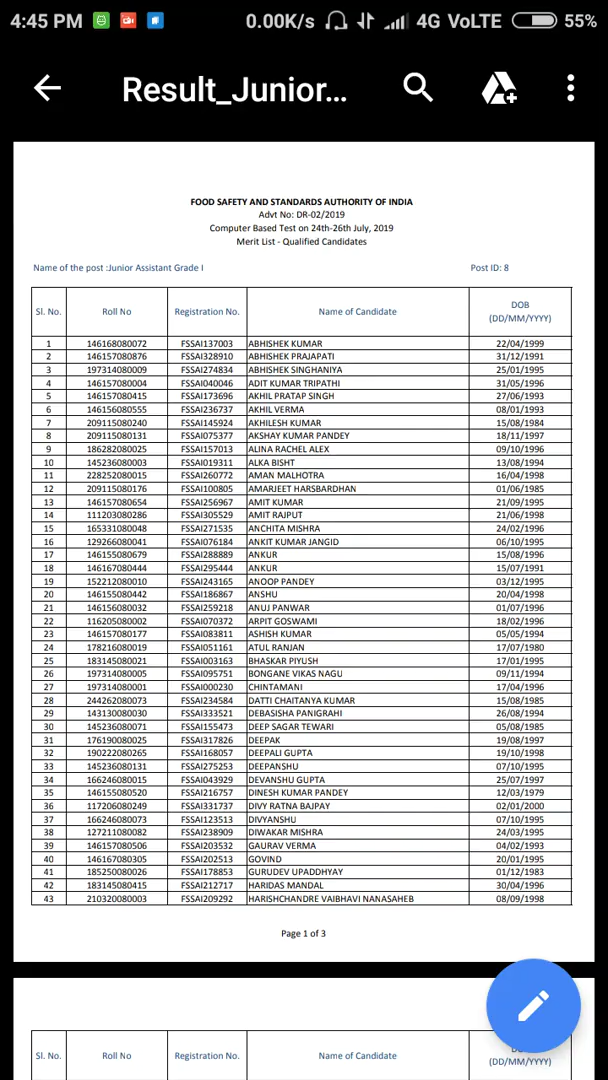 4:45 PM 0.00K/s 4G VoLTE 55%
Result_Junior...
FOOD SAFETY AND STANDARDS AUTHORITY OF INDIA
Advt No: DR-02/2019
Computer Based Test on 24th-26th July, 2019
Merit List - Qualified Candidates
Name of the post :Junior Assistant Grade I Post ID: 8
Sl. No. Roll No Registration No. Name of Candidate DOB (DD/MM/YYYY)
1 146168080072 FSSAI137003 ABHISHEK KUMAR 22/04/1999
2 146157080876 FSSAI328910 ABHISHEK PRAJAPATI 31/12/1991
3 197314080009 FSSAI274834 ABHISHEK SINGHANIYA 25/01/1995
4 146157080004 FSSAI040046 ADIT KUMAR TRIPATHI 31/05/1996
5 146157080415 FSSAI173696 AKHIL PRATAP SINGH 27/06/1993
6 146156080555 FSSAI236737 AKHIL VERMA 08/01/1993
7 209115080240 FSSAI145924 AKHILESH KUMAR 15/08/1984
8 209115080131 FSSAI075377 AKSHAY KUMAR PANDEY 18/11/1997
9 186282080025 FSSAI157013 ALINA RACHEL ALEX 09/10/1996
10 145236080003 FSSAI019311 ALKA BISHT 13/08/1994
11 228252080015 FSSAI260772 AMAN MALHOTRA 16/04/1998
12 209115080176 FSSAI100805 AMARJEET HARSBARDHAN 01/06/1985
13 146157080654 FSSAI256967 AMIT KUMAR 21/09/1995
14 111203080286 FSSAI305529 AMIT RAJPUT 21/06/1998
15 165331080048 FSSAI271535 ANCHITA MISHRA 24/02/1996
16 129266080041 FSSAI076184 ANKIT KUMAR JANGID 06/10/1995
17 146155080679 FSSAI288889 ANKUR 15/08/1996
18 146167080444 FSSAI295444 ANKUR 15/07/1991
19 152212080010 FSSAI243165 ANOOP PANDEY 03/12/1995
20 146155080442 FSSAI186867 ANSHU 20/04/1998
21 146156080032 FSSAI259218 ANUJ PANWAR 01/07/1996
22 116205080002 FSSAI070372 ARPIT GOSWAMI 18/02/1996
23 146157080177 FSSAI083811 ASHISH KUMAR 05/05/1994
24 178216080019 FSSAI051161 ATUL RANJAN 17/07/1980
25 183145080021 FSSAI003163 BHASKAR PIYUSH 17/01/1995
26 197314080005 FSSAI095751 BONGANE VIKAS NAGU 09/11/1994
27 197314080001 FSSAI000230 CHINTAMANI 17/04/1996
28 244262080073 FSSAI234584 DATTI CHAITANYA KUMAR 15/08/1985
29 143130080030 FSSAI333521 DEBASISHA PANIGRAHI 26/08/1994
30 145236080071 FSSAI155473 DEEP SAGAR TEWARI 05/08/1985
31 176190080025 FSSAI317826 DEEPAK 19/08/1997
32 190222080265 FSSAI168057 DEEPALI GUPTA 19/10/1998
33 145236080131 FSSAI275253 DEEPANSHU 07/10/1995
34 166246080015 FSSAI043929 DEVANSHU GUPTA 25/07/1997
35 146155080520 FSSAI216757 DINESH KUMAR PANDEY 12/03/1979
36 117206080249 FSSAI331737 DIVY RATNA BAJPAY 02/01/2000
37 166246080073 FSSAI123513 DIVYANSHU 07/10/1995
38 127211080082 FSSAI238909 DIWAKAR MISHRA 24/03/1995
39 146157080506 FSSAI203532 GAURAV VERMA 04/02/1993
40 146167080305 FSSAI202513 GOVIND 20/01/1995
41 185250080026 FSSAI178853 GURUDEV UPADDHYAY 01/12/1983
42 183145080415 FSSAI212717 HARIDAS MANDAL 30/04/1996
43 210320080003 FSSAI209292 HARISHCHANDRE VAIBHAVI NANASAHEB 08/09/1998
Page 1 of 3
Sl. No. Roll No Registration No. Name of Candidate (DD/MM/YYYY)